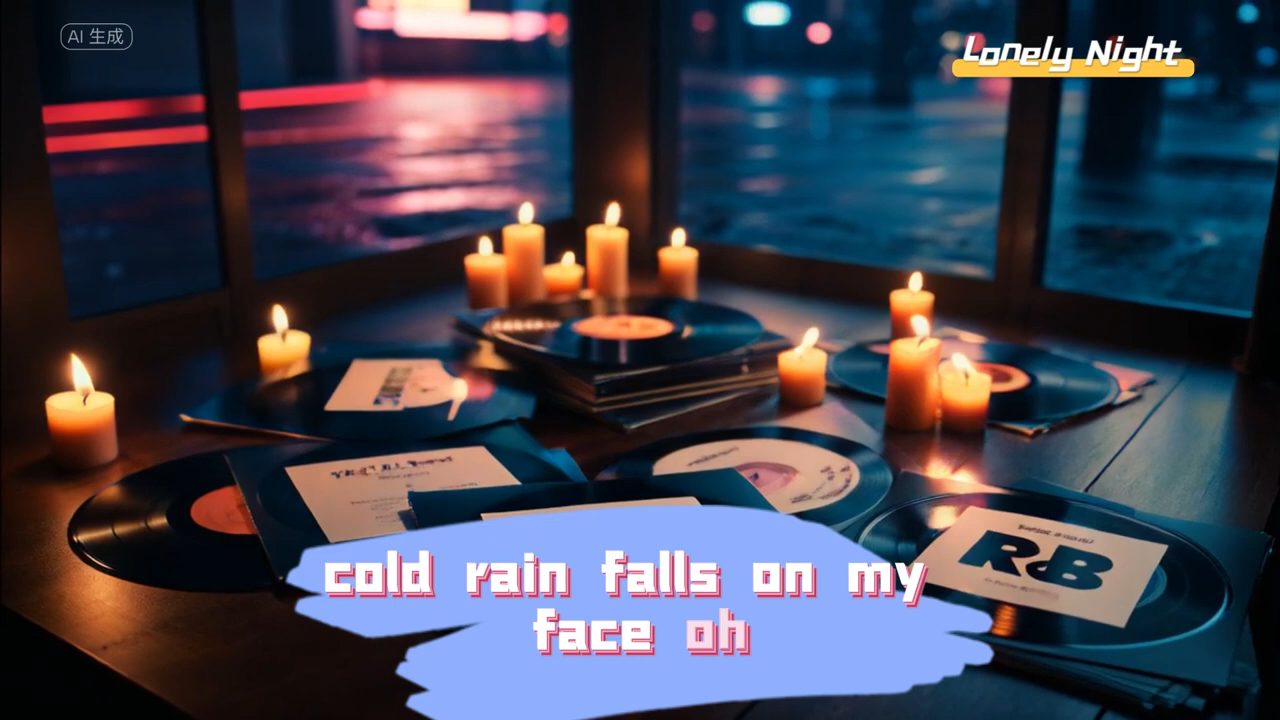 AI 生成
Lonely Night
cold rain falls on my
face oh
RB